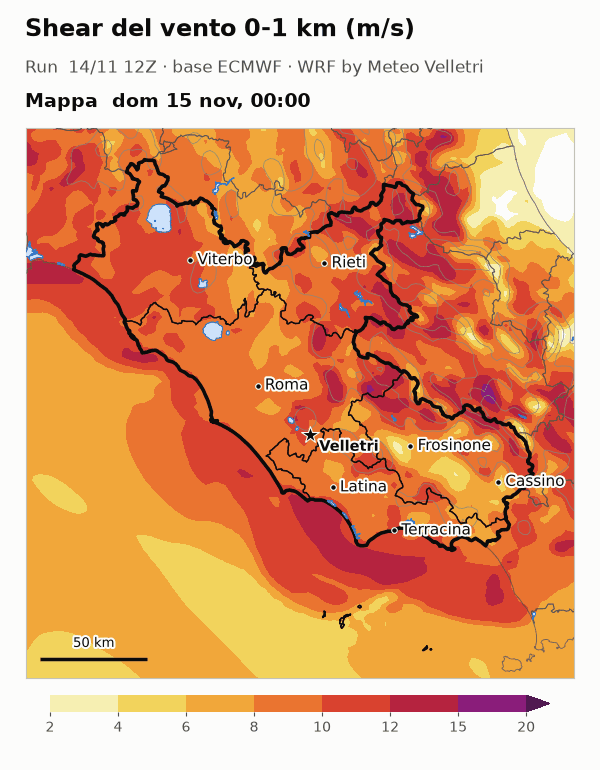 Shear del vento 0-1 km (m/s)
Run  14/11 12Z · base ECMWF · WRF by Meteo Velletri
Mappa  dom 15 nov, 00:00
Viterbo
Rieti
Roma
Velletri
Frosinone
Cassino
Latina
Terracina
50 km
2 4 6 8 10 12 15 20